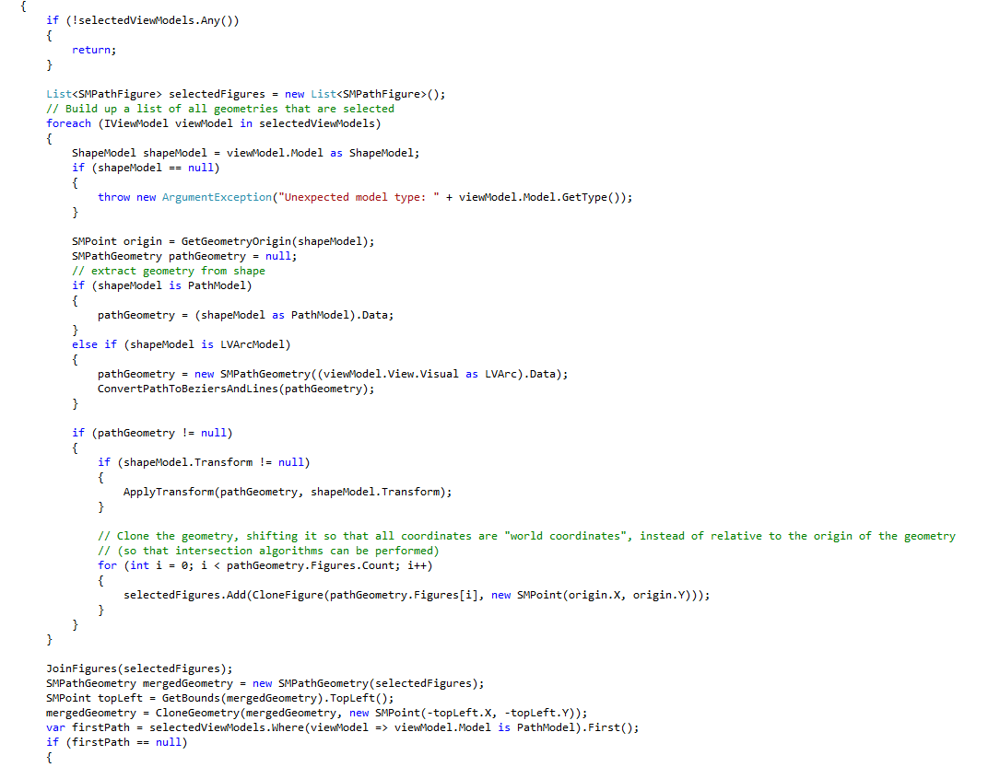 {
if (!selectedViewModels.Any())
{
return;
}
List<SMPathFigure> selectedFigures = new List<SMPathFigure>();
// Build up a list of all geometries that are selected
foreach (IViewModel viewModel in selectedViewModels)
{
ShapeModel shapeModel = viewModel.Model as ShapeModel;
if (shapeModel == null)
{
throw new ArgumentException("Unexpected model type: " + viewModel.Model.GetType());
}
SMPoint origin = GetGeometryOrigin(shapeModel);
SMPathGeometry pathGeometry = null;
// extract geometry from shape
if (shapeModel is PathModel)
{
pathGeometry = (shapeModel as PathModel).Data;
}
else if (shapeModel is LVArcModel)
{
pathGeometry = new SMPathGeometry((viewModel.View.Visual as LVArc).Data);
ConvertPathToBeziersAndLines(pathGeometry);
}
if (pathGeometry != null)
{
if (shapeModel.Transform != null)
{
ApplyTransform(pathGeometry, shapeModel.Transform);
}
// Clone the geometry, shifting it so that all coordinates are "world coordinates", instead of relative to the origin of the geometry
// (so that intersection algorithms can be performed)
for (int i = 0; i < pathGeometry.Figures.Count; i++)
{
selectedFigures.Add(CloneFigure(pathGeometry.Figures[i], new SMPoint(origin.X, origin.Y)));
}
}
}
JoinFigures(selectedFigures);
SMPathGeometry mergedGeometry = new SMPathGeometry(selectedFigures);
SMPoint topLeft = GetBounds(mergedGeometry).TopLeft();
mergedGeometry = CloneGeometry(mergedGeometry, new SMPoint(-topLeft.X, -topLeft.Y));
var firstPath = selectedViewModels.Where(viewModel => viewModel.Model is PathModel).First();
if (firstPath == null)
{